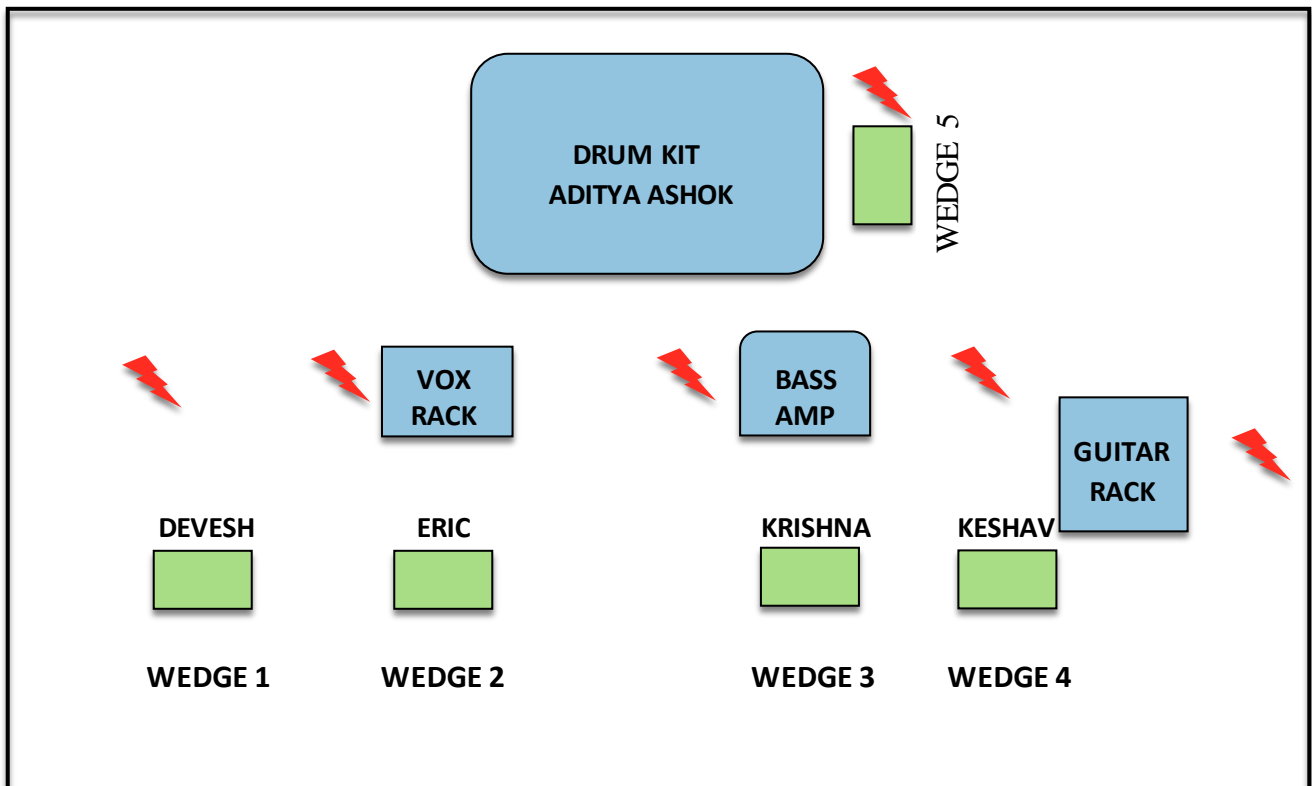 DRUM KIT
ADITYA ASHOK
WEDGE 5
VOX
RACK
BASS
AMP
GUITAR
RACK
DEVESH
ERIC
KRISHNA
KESHAV
WEDGE 1
WEDGE 2
WEDGE 3
WEDGE 4